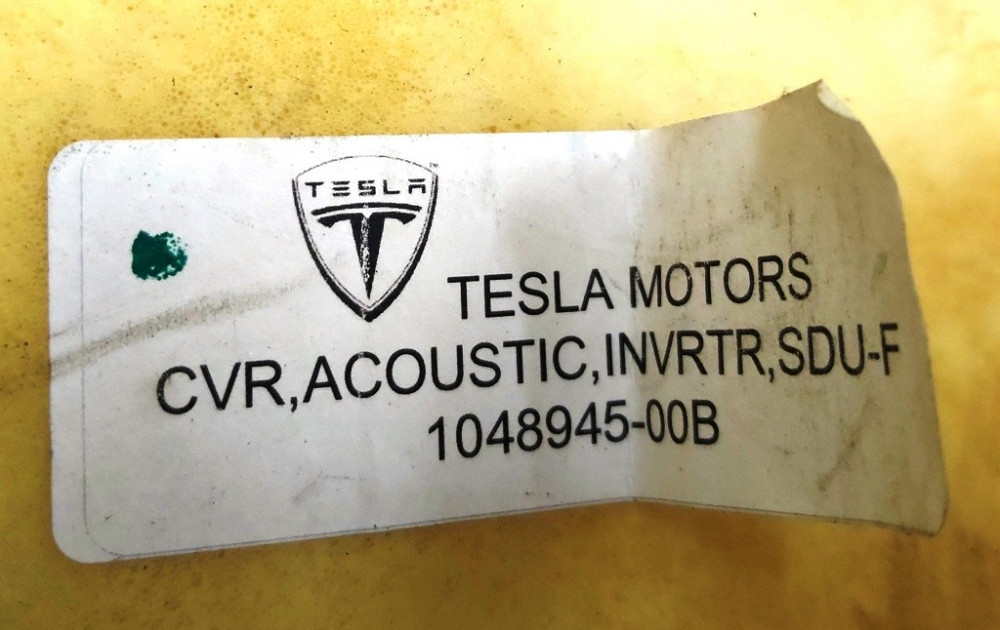 TESLA
TESLA MOTORS
CVR,ACOUSTIC,INVRTR,SDU-F
1048945-00B